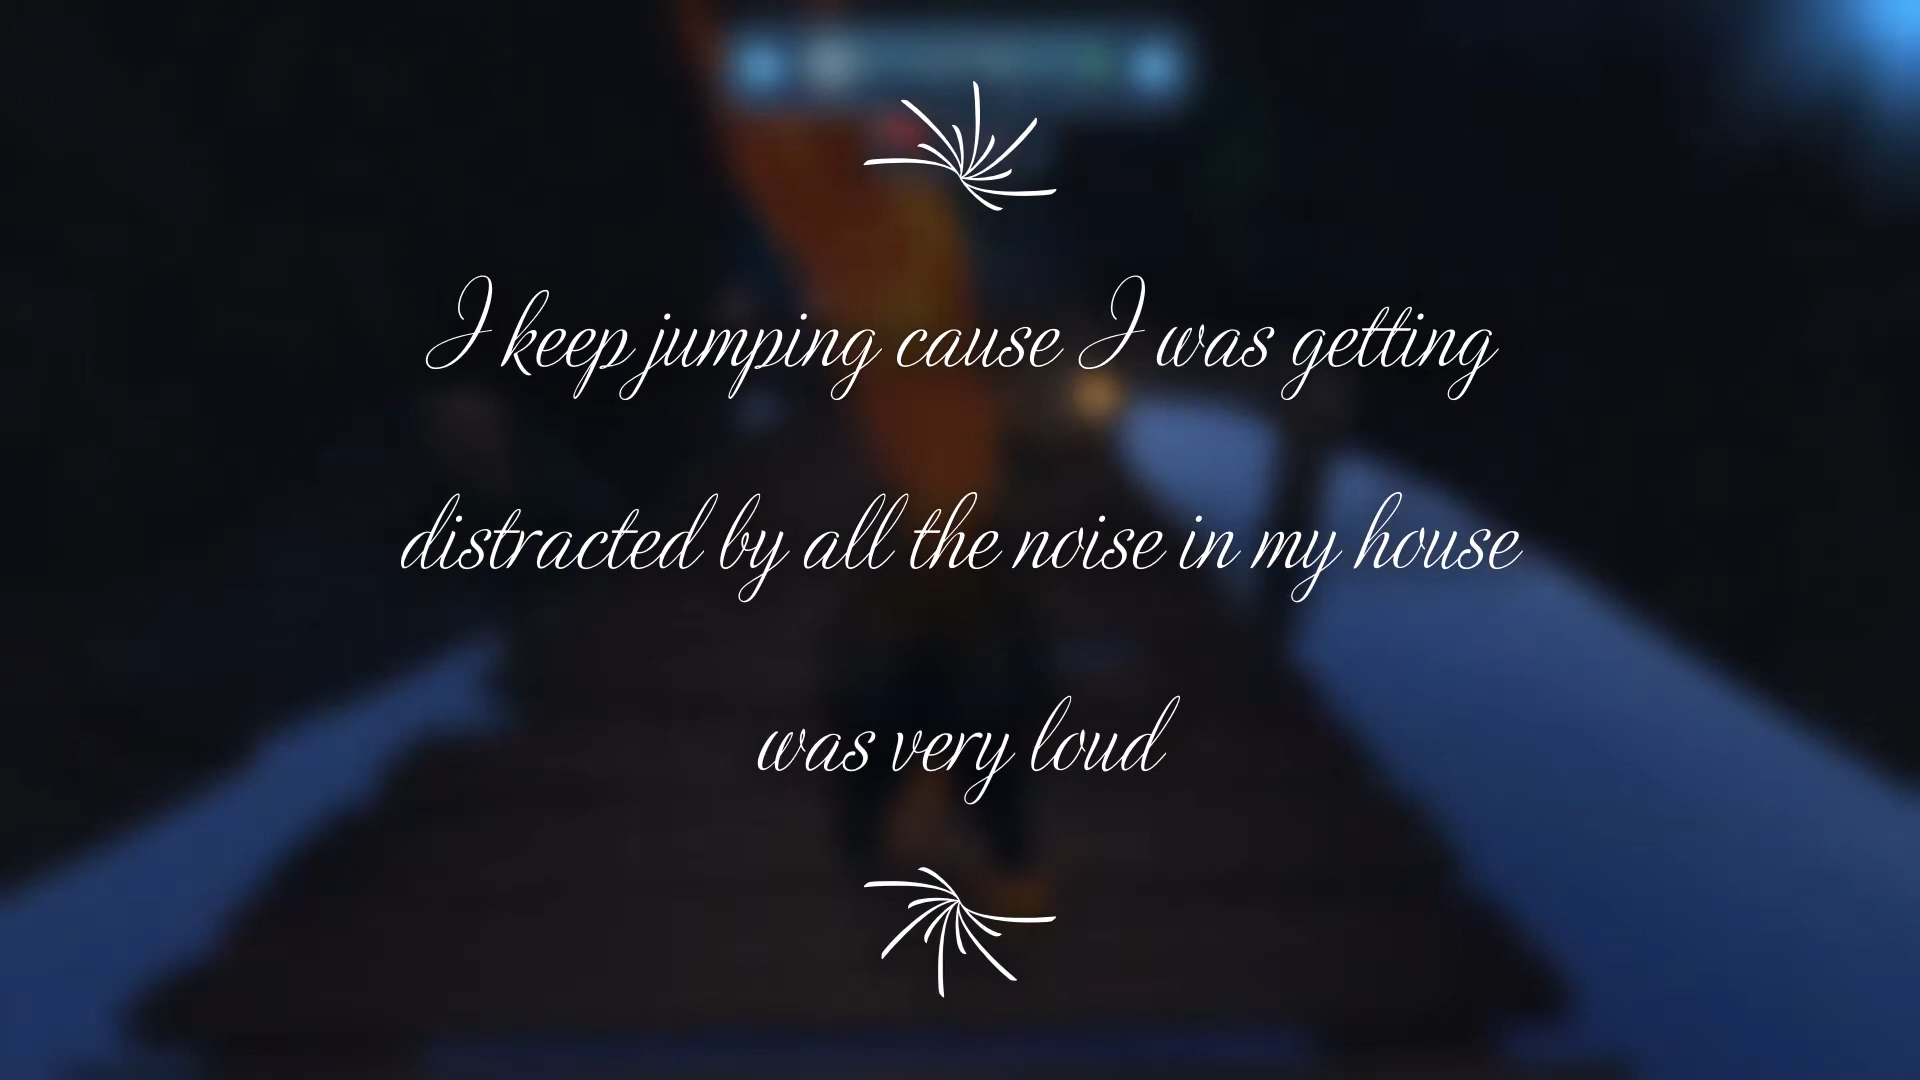 I keep jumping cause I was getting
distracted by all the noise in my house
was very loud